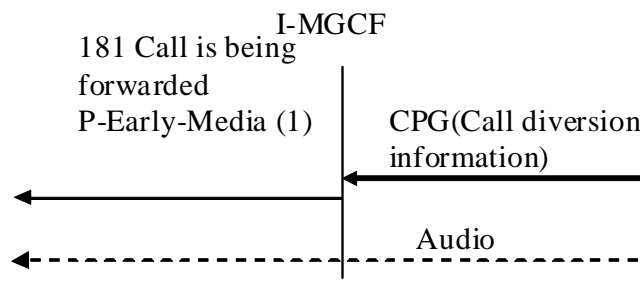 I-MGCF
181 Call is being
forwarded
P-Early-Media (1)
CPG(Call diversion
information)
Audio